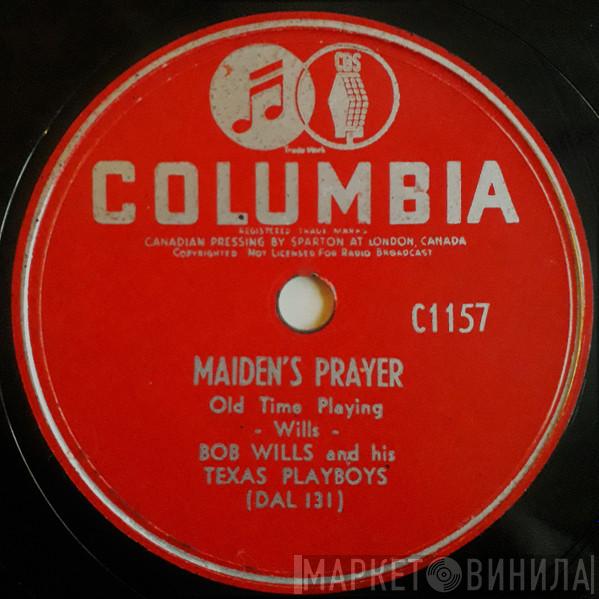 CBS
Trade Mark
COLUMBIA
REGISTERED TRADE MARKS
CANADIAN PRESSING BY SPARTON AT LONDON, CANADA
COPYRIGHTED NOT LICENSED FOR RADIO BROADCAST
C1157
MAIDEN'S PRAYER
Old Time Playing
- Wills -
BOB WILLS and his
TEXAS PLAYBOYS
(DAL 131)
МАРКЕТ ВИНИЛА